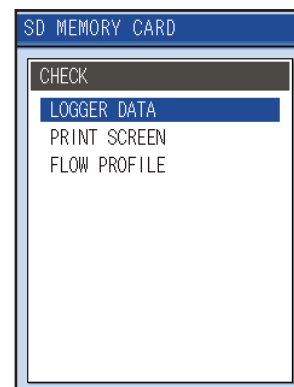 SD MEMORY CARD
CHECK
LOGGER DATA
PRINT SCREEN
FLOW PROFILE